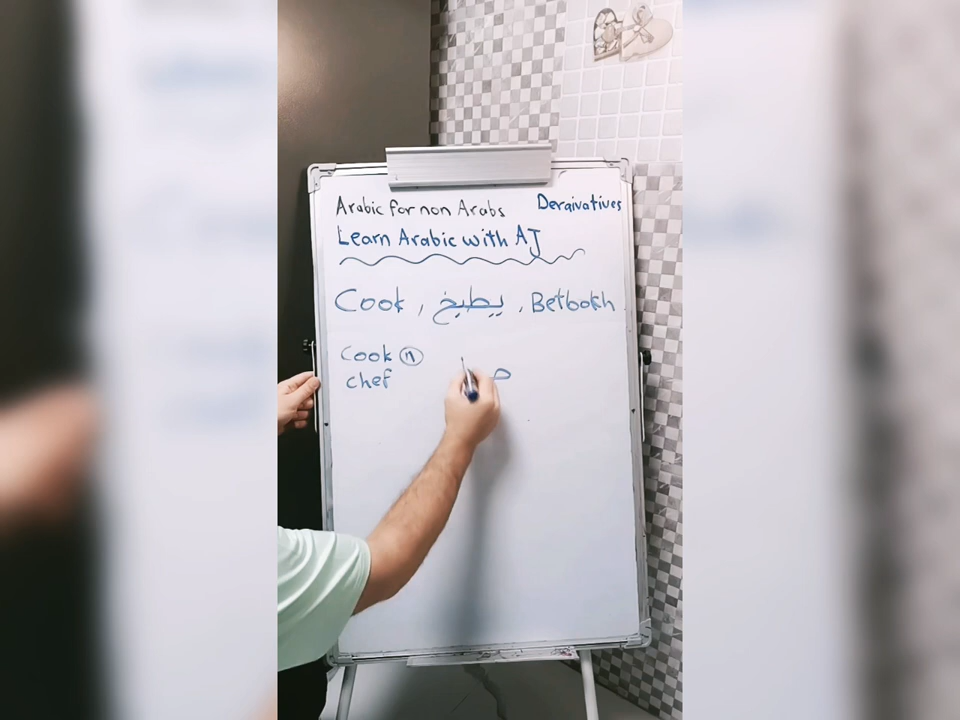 Arabic for non Arabs
Deraivatives
Learn Arabic with AJ
Cook , يطبخ , Betbokh
Cook n
chef